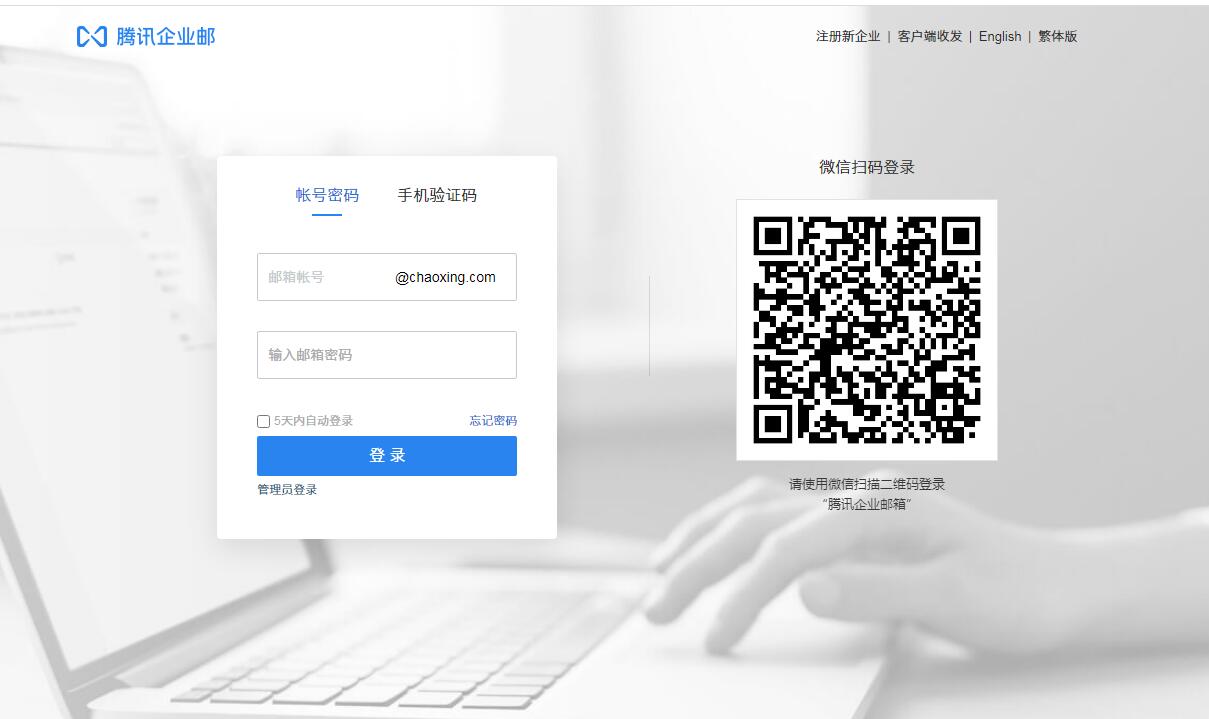 腾讯企业邮
注册新企业 | 客户端收发 | English | 繁体版
帐号密码 手机验证码
邮箱帐号 @chaoxing.com
输入邮箱密码
5天内自动登录 忘记密码
登 录
管理员登录
微信扫码登录
请使用微信扫描二维码登录
“腾讯企业邮箱”